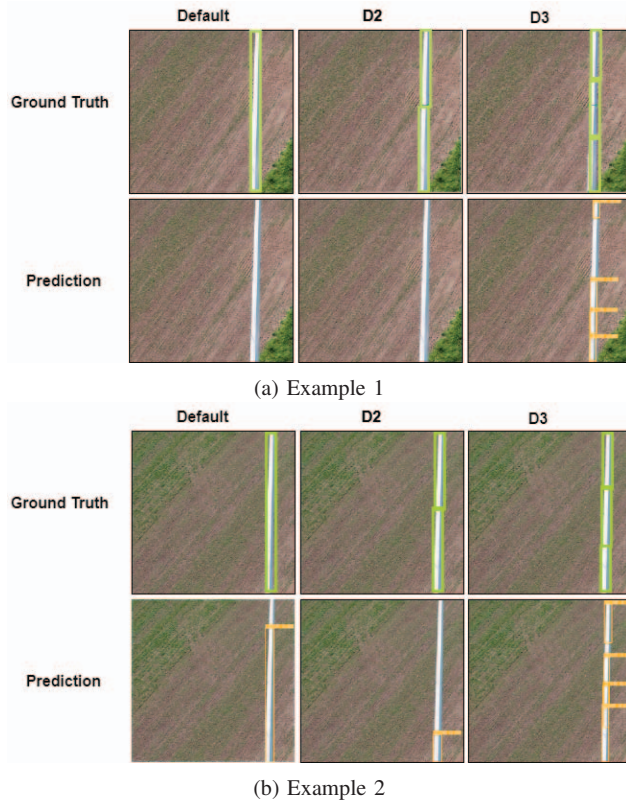 Default D2 D3
Ground Truth
Prediction
(a) Example 1
Default D2 D3
Ground Truth
Prediction
(b) Example 2